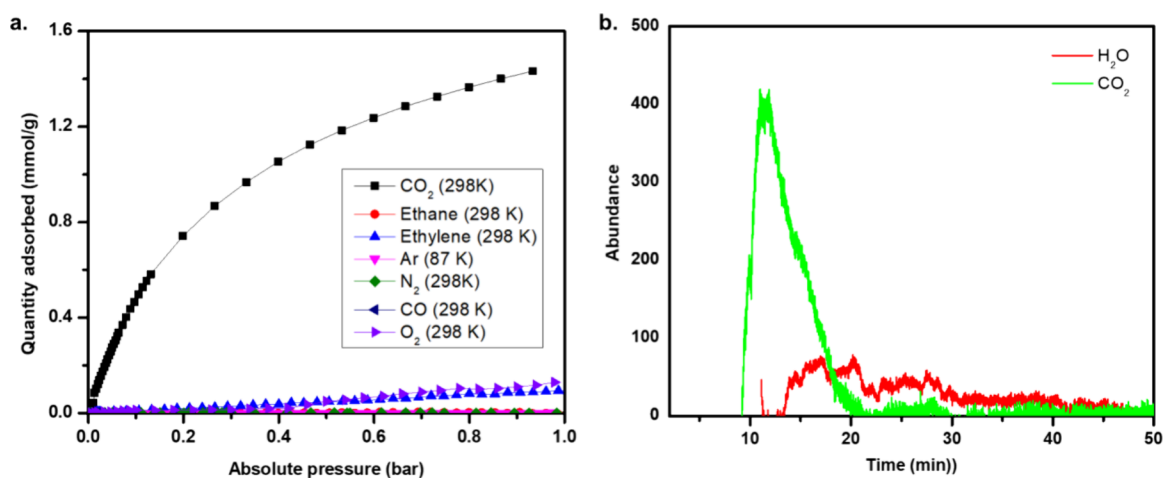 a.
Quantity adsorbed (mmol/g)
1.6
1.2
0.8
0.4
0.0
0.0 0.2 0.4 0.6 0.8 1.0
Absolute pressure (bar)
CO₂ (298K)
Ethane (298 K)
Ethylene (298 K)
Ar (87 K)
N₂ (298K)
CO (298 K)
O₂ (298 K)
b.
Abundance
500
400
300
200
100
0
10 20 30 40 50
Time (min))
H₂O
CO₂